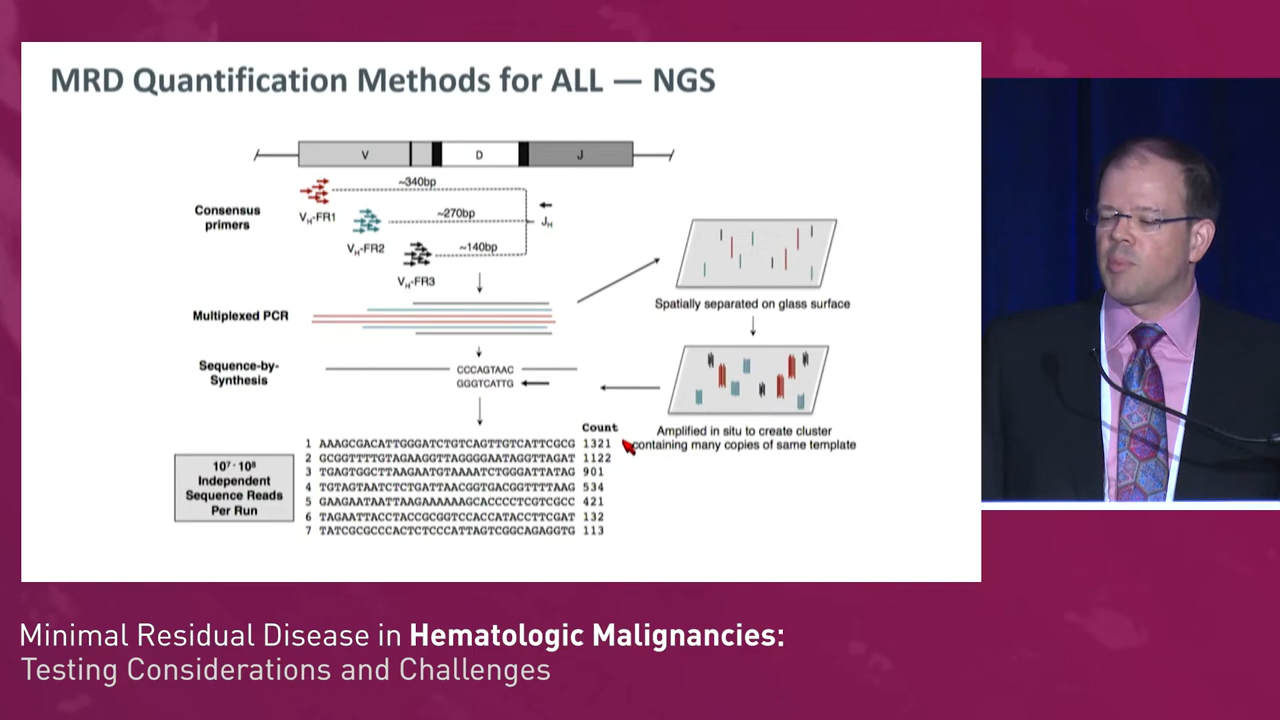 MRD Quantification Methods for ALL — NGS
V D J
Consensus
primers
~340bp
VH-FR1
~270bp
JH
VH-FR2
~140bp
VH-FR3
Multiplexed PCR
Sequence-by-
Synthesis
CCCAGTAAC
GGGTCATTG
Spatially separated on glass surface
Amplified in situ to create cluster
containing many copies of same template
Count
1 AAAGCGACATTGGGATCTGTCAGTTGTCATTCGCG 1321
2 GCGGTTTTGTAGAAGGTTAGGGGAATAGGTTAGAT 1122
3 TGAGTGGCTTAAGAATGTAAAATCTGGGATTATAG 901
4 TGTAGTAATCTCTGATTAACGGTGACGGTTTTAAG 534
5 GAAGAATAATTAAGAAAAAAGCACCCCTCGTCGCC 421
6 TAGAATTACCTACCGCGGTCCACCATACCTTCGAT 132
7 TATCGCGCCCACTCTCCCATTAGTCGGCAGAGGTG 113
10⁷-10⁸
Independent
Sequence Reads
Per Run
Minimal Residual Disease in Hematologic Malignancies:
Testing Considerations and Challenges